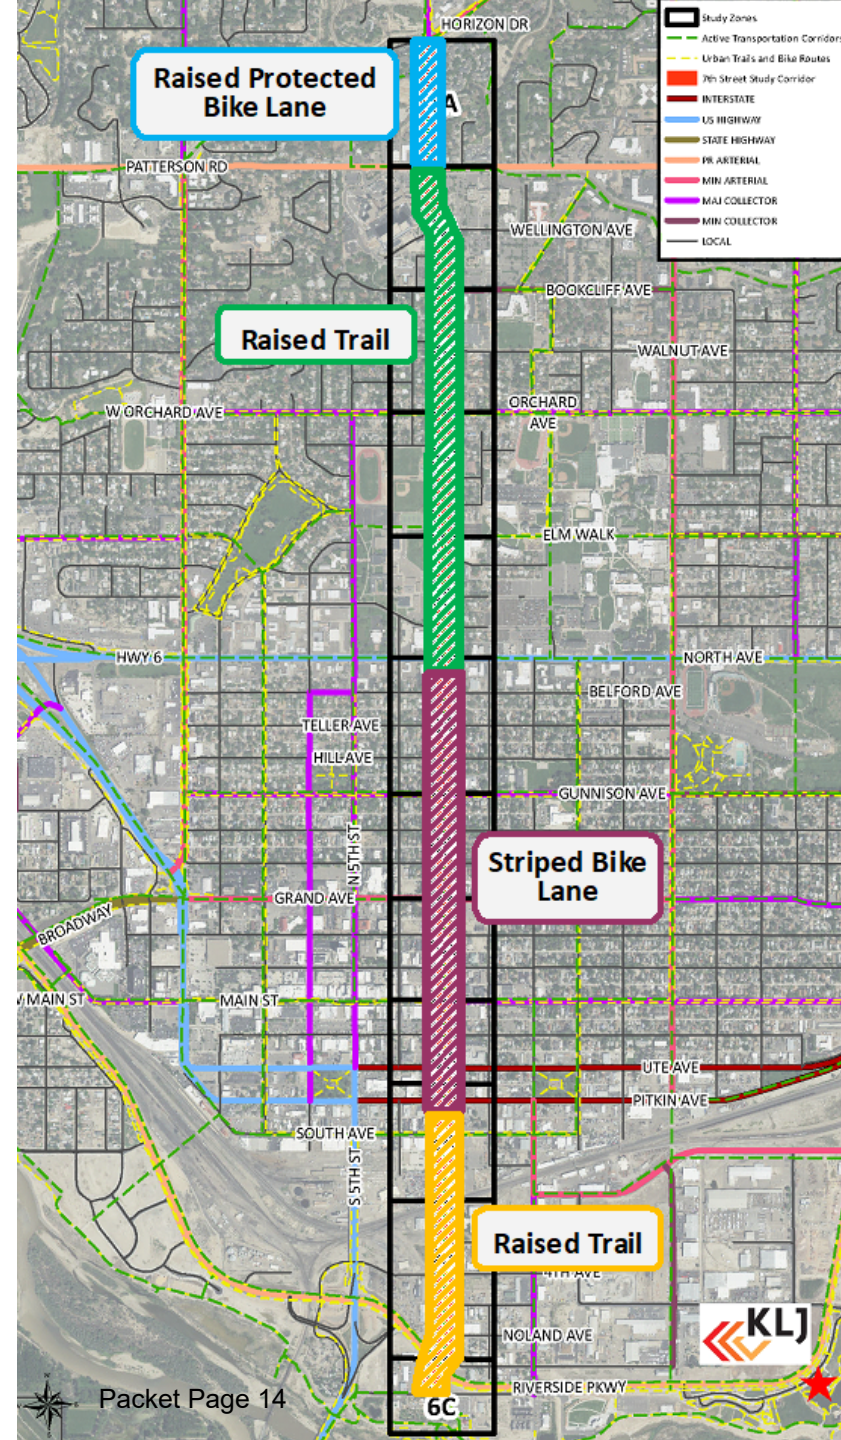 HORIZON DR
Study Zones
Active Transportation Corridors
Urban Trails and Bike Routes
7th Street Study Corridor
INTERSTATE
US HIGHWAY
STATE HIGHWAY
PR ARTERIAL
MIN ARTERIAL
MAJ COLLECTOR
MIN COLLECTOR
LOCAL
Raised Protected
Bike Lane
A
PATTERSON RD
WELLINGTON AVE
BOOKCLIFF AVE
Raised Trail
WALNUT AVE
W ORCHARD AVE
ORCHARD
AVE
ELM WALK
HWY 6
NORTH AVE
BELFORD AVE
TELLER AVE
HILL AVE
GUNNISON AVE
N 5TH ST
Striped Bike
Lane
GRAND AVE
BROADWAY
W MAIN ST
MAIN ST
UTE AVE
PITKIN AVE
SOUTH AVE
S 5TH ST
Raised Trail
4TH AVE
NOLAND AVE
KLJ
RIVERSIDE PKWY
Packet Page 14
6C